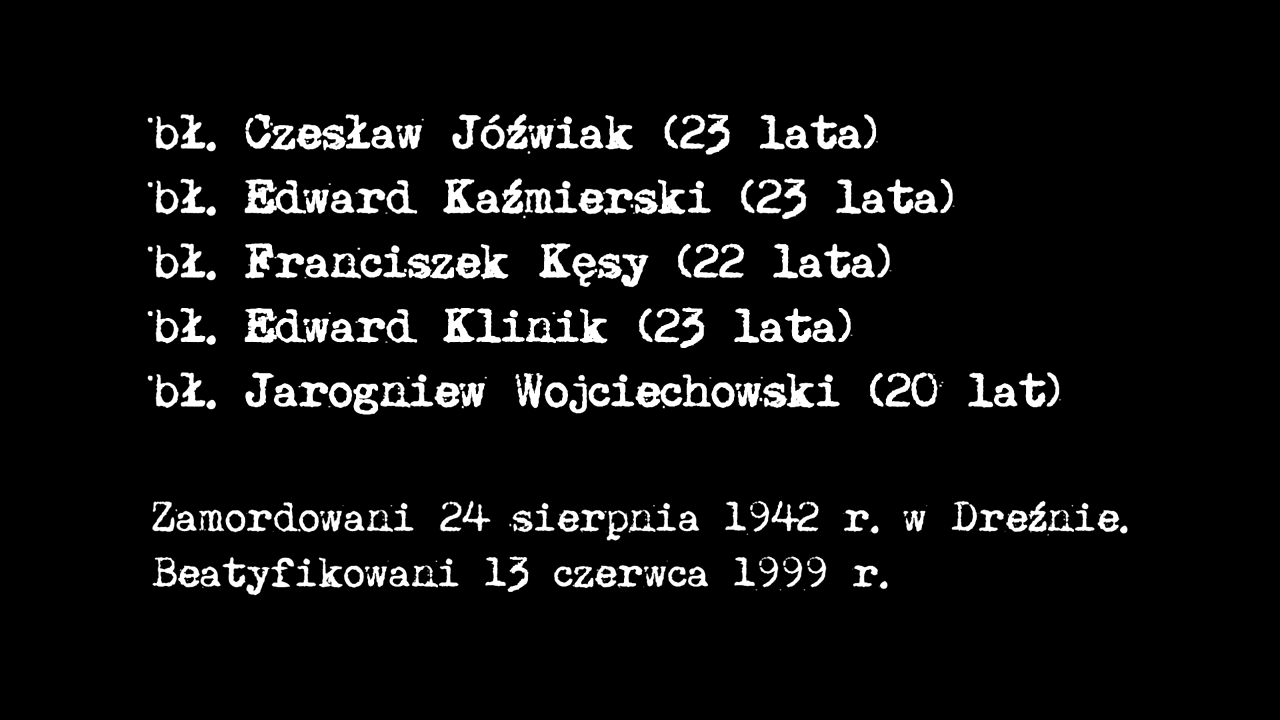 bł. Czesław Jóźwiak (23 lata)
bł. Edward Kaźmierski (23 lata)
bł. Franciszek Kęsy (22 lata)
bł. Edward Klinik (23 lata)
bł. Jarogniew Wojciechowski (20 lat)
Zamordowani 24 sierpnia 1942 r. w Dreźnie.
Beatyfikowani 13 czerwca 1999 r.